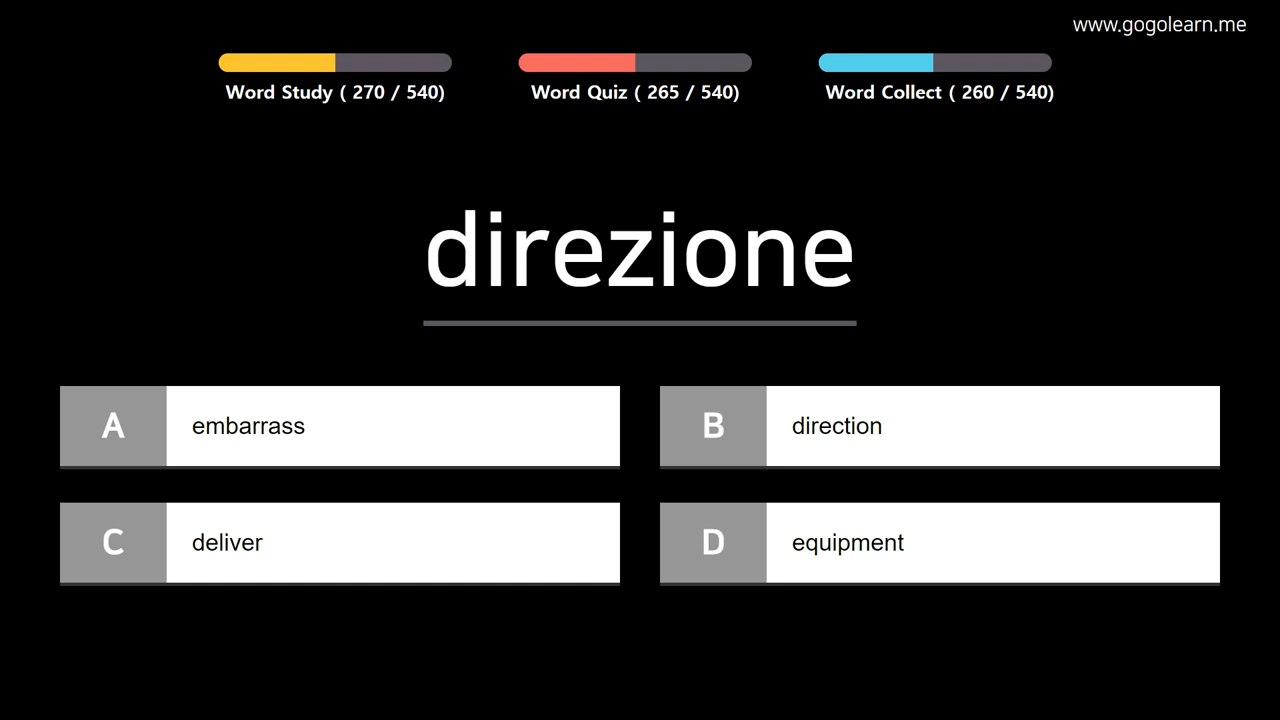 www.gogolearn.me
Word Study ( 270 / 540)
Word Quiz ( 265 / 540)
Word Collect ( 260 / 540)
direzione
A embarrass
B direction
C deliver
D equipment